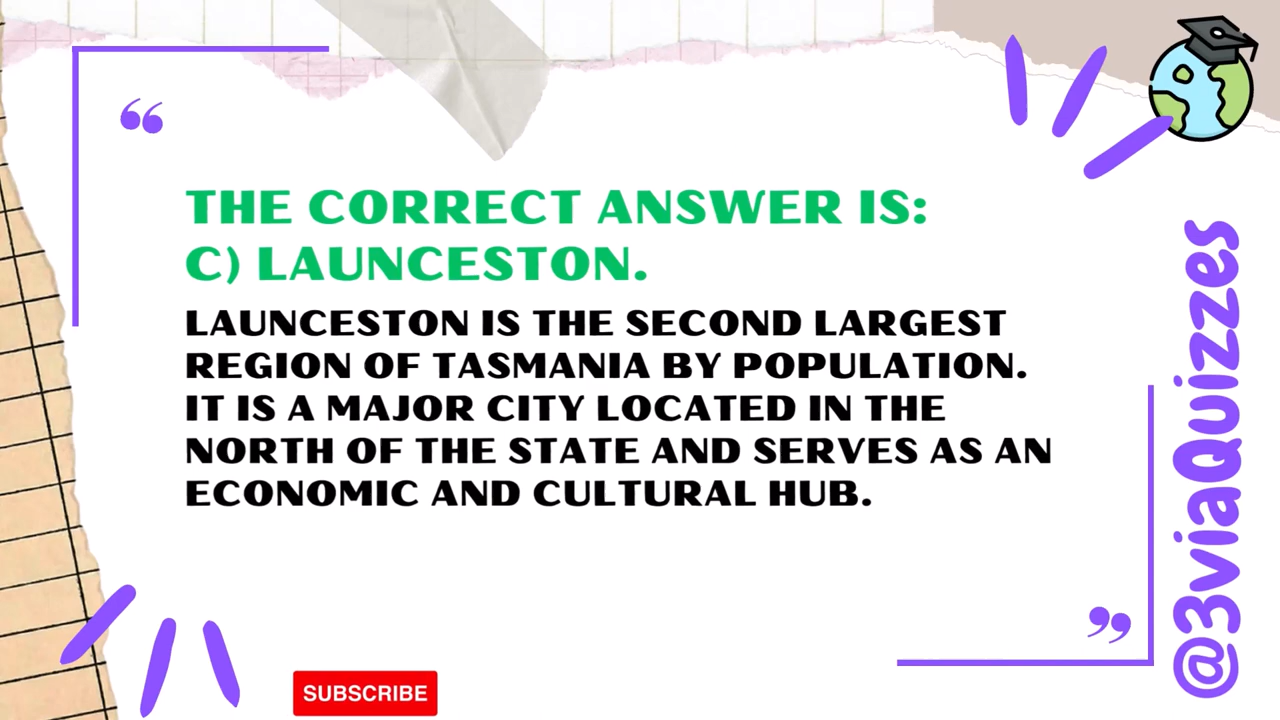 “
THE CORRECT ANSWER IS:
C) LAUNCESTON.
LAUNCESTON IS THE SECOND LARGEST
REGION OF TASMANIA BY POPULATION.
IT IS A MAJOR CITY LOCATED IN THE
NORTH OF THE STATE AND SERVES AS AN
ECONOMIC AND CULTURAL HUB.
”
SUBSCRIBE
@3viaQuizzes